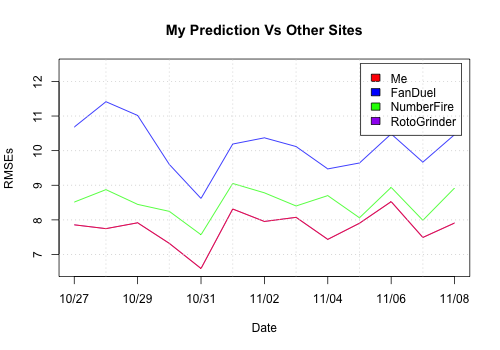 My Prediction Vs Other Sites
Me
FanDuel
NumberFire
RotoGrinder
RMSEs
12
11
10
9
8
7
10/27 10/29 10/31 11/02 11/04 11/06 11/08
Date